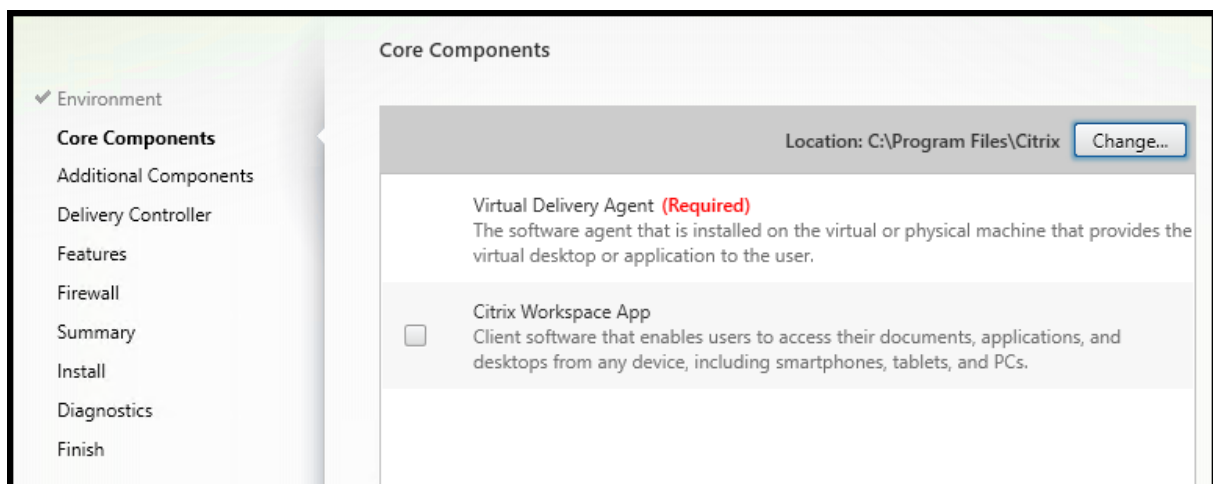 Core Components
Environment
Core Components
Additional Components
Delivery Controller
Features
Firewall
Summary
Install
Diagnostics
Finish
Location: C:\Program Files\Citrix
Change...
Virtual Delivery Agent (Required)
The software agent that is installed on the virtual or physical machine that provides the
virtual desktop or application to the user.
Citrix Workspace App
Client software that enables users to access their documents, applications, and
desktops from any device, including smartphones, tablets, and PCs.